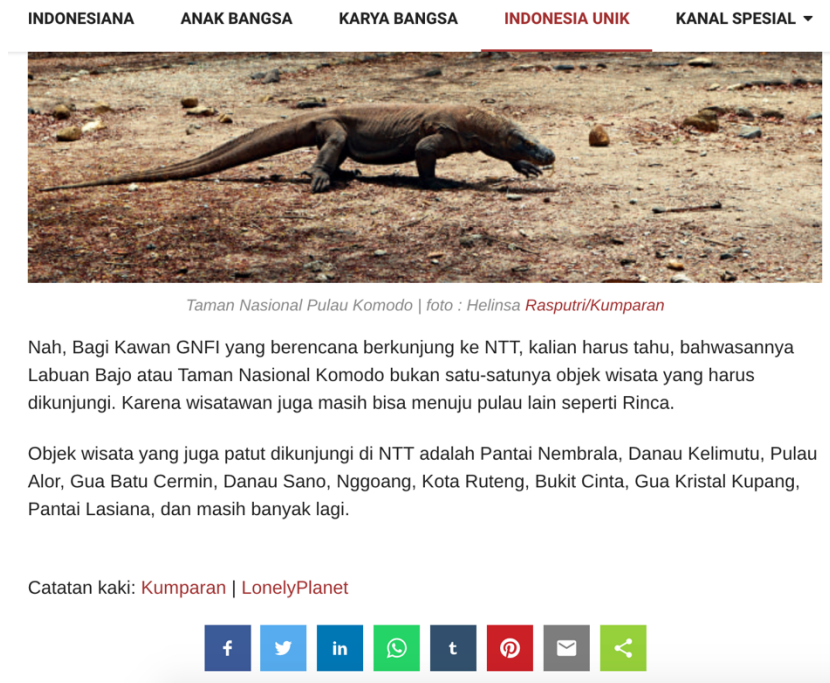 INDONESIANA ANAK BANGSA KARYA BANGSA INDONESIA UNIK KANAL SPESIAL
Taman Nasional Pulau Komodo | foto : Helinsa Rasputri/Kumparan
Nah, Bagi Kawan GNFI yang berencana berkunjung ke NTT, kalian harus tahu, bahwasannya
Labuan Bajo atau Taman Nasional Komodo bukan satu-satunya objek wisata yang harus
dikunjungi. Karena wisatawan juga masih bisa menuju pulau lain seperti Rinca.
Objek wisata yang juga patut dikunjungi di NTT adalah Pantai Nembrala, Danau Kelimutu, Pulau
Alor, Gua Batu Cermin, Danau Sano, Nggoang, Kota Ruteng, Bukit Cinta, Gua Kristal Kupang,
Pantai Lasiana, dan masih banyak lagi.
Catatan kaki: Kumparan | LonelyPlanet
f in t